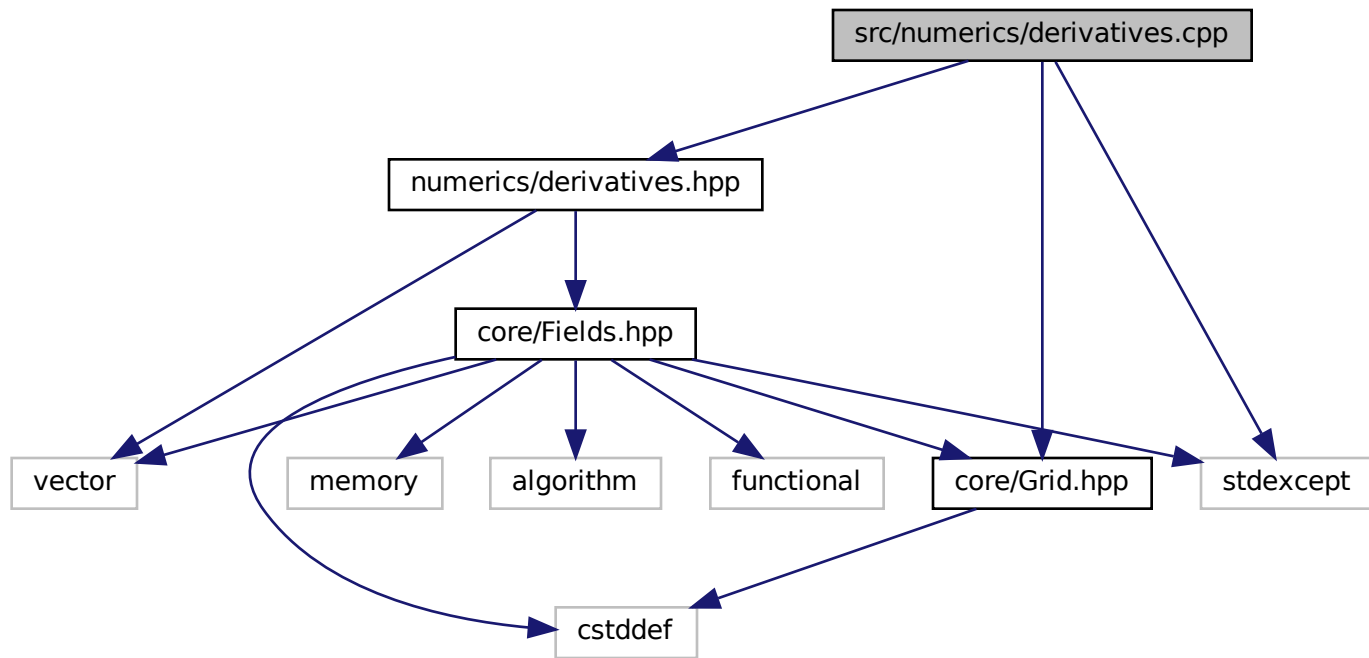 src/numerics/derivatives.cpp
numerics/derivatives.hpp
core/Fields.hpp
vector
memory
algorithm
functional
core/Grid.hpp
stdexcept
cstddef